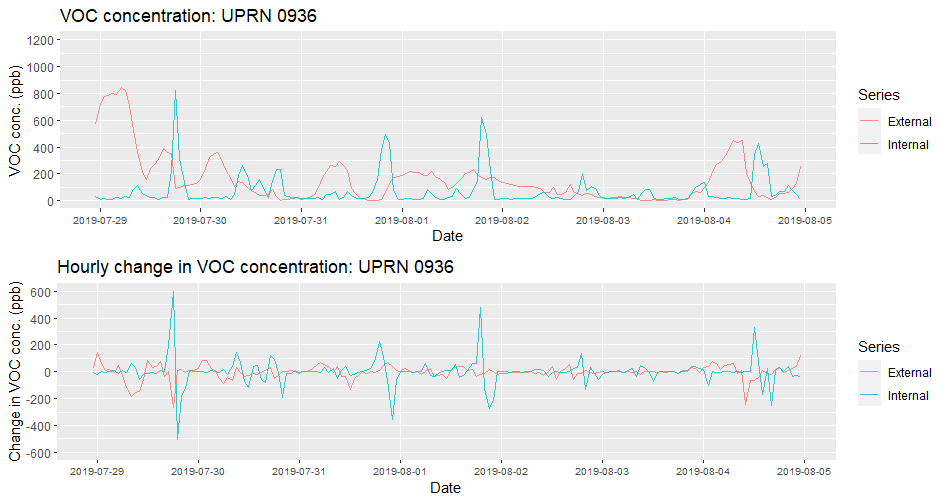 VOC concentration: UPRN 0936
VOC conc. (ppb)
1200
1000
800
600
400
200
0
2019-07-29 2019-07-30 2019-07-31 2019-08-01 2019-08-02 2019-08-03 2019-08-04 2019-08-05
Date
Series
External
Internal
Hourly change in VOC concentration: UPRN 0936
Change in VOC conc. (ppb)
600
400
200
0
-200
-400
-600
2019-07-29 2019-07-30 2019-07-31 2019-08-01 2019-08-02 2019-08-03 2019-08-04 2019-08-05
Date
Series
External
Internal